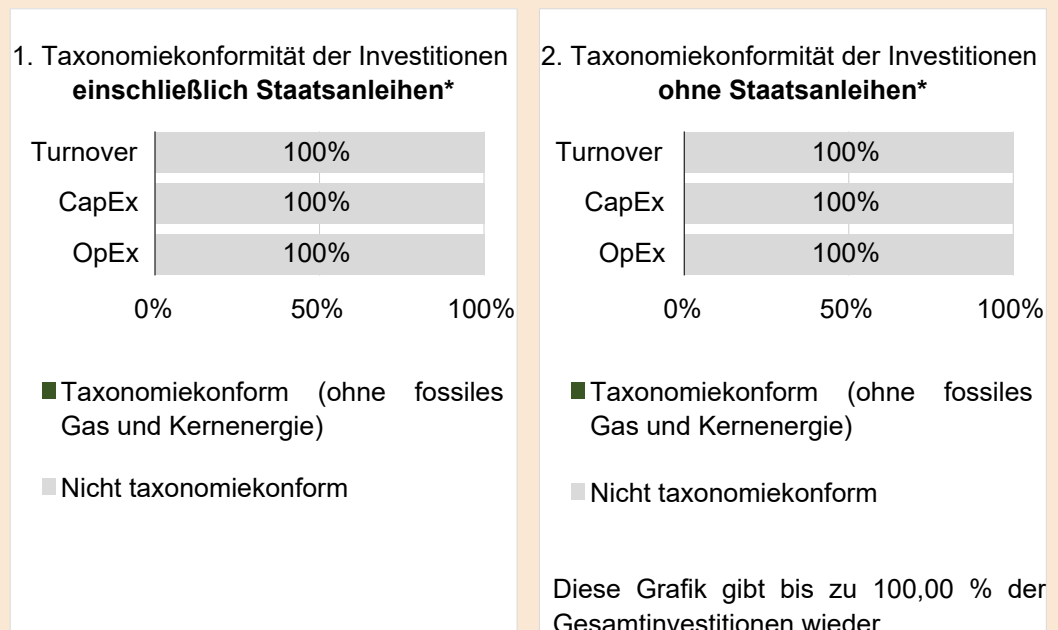 1. Taxonomiekonformität der Investitionen
einschließlich Staatsanleihen*
Turnover 100%
CapEx 100%
OpEx 100%
0% 50% 100%
Taxonomiekonform (ohne fossiles
Gas und Kernenergie)
Nicht taxonomiekonform
2. Taxonomiekonformität der Investitionen
ohne Staatsanleihen*
Turnover 100%
CapEx 100%
OpEx 100%
0% 50% 100%
Taxonomiekonform (ohne fossiles
Gas und Kernenergie)
Nicht taxonomiekonform
Diese Grafik gibt bis zu 100,00 % der
Gesamtinvestitionen wieder